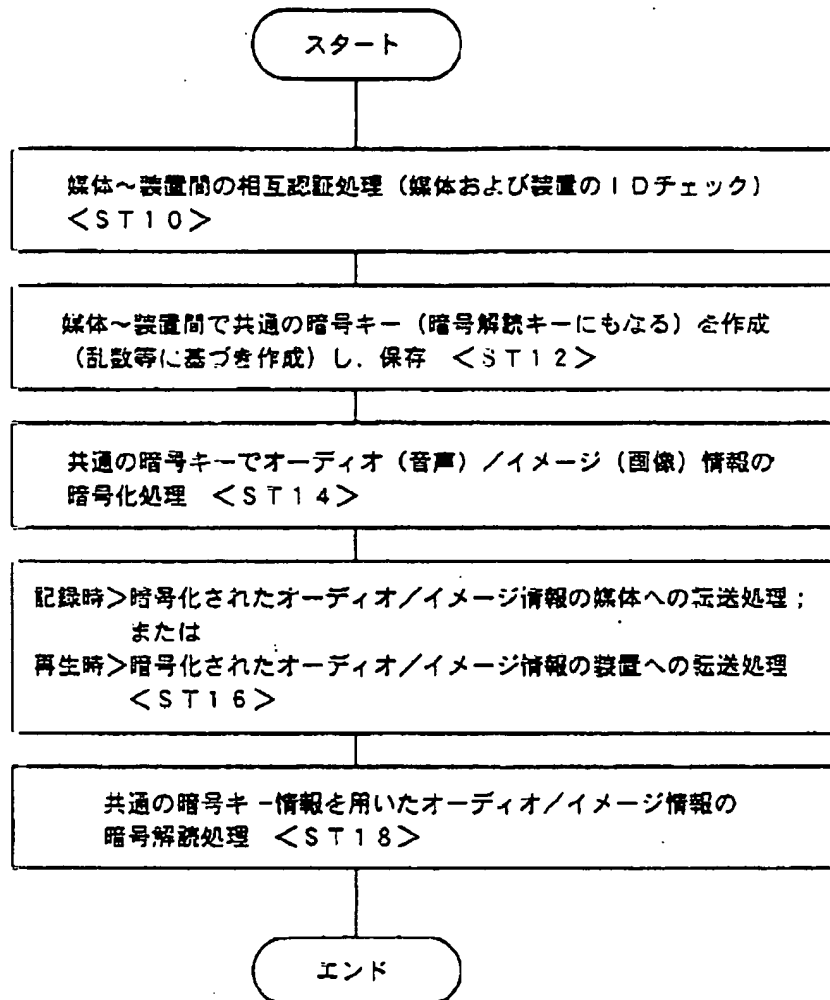 スタート
媒体~装置間の相互認証処理(媒体および装置のIDチェック)
<ST10>
媒体~装置間で共通の暗号キー(暗号解読キーにもなる)を作成
(乱数等に基づき作成)し、保存 <ST12>
共通の暗号キーでオーディオ(音声)/イメージ(画像)情報の
暗号化処理 <ST14>
記録時>暗号化されたオーディオ/イメージ情報の媒体への転送処理;
または
再生時>暗号化されたオーディオ/イメージ情報の装置への転送処理
<ST16>
共通の暗号キー情報を用いたオーディオ/イメージ情報の
暗号解読処理 <ST18>
エンド